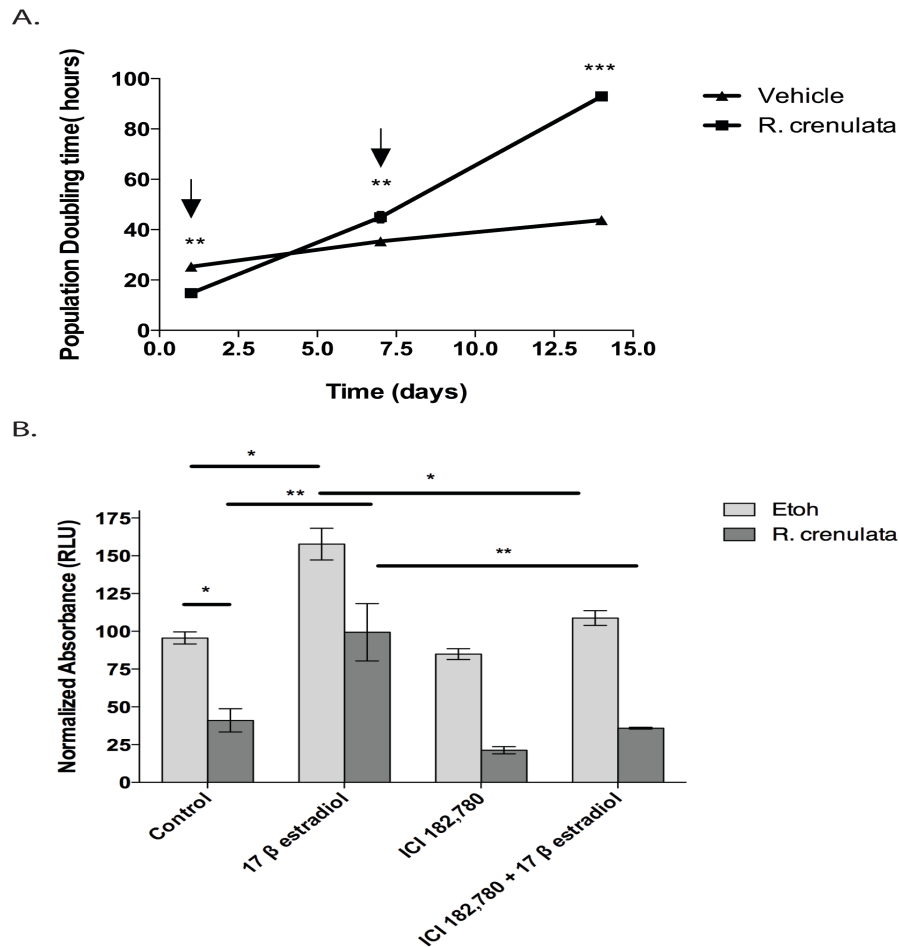 A.
Population Doubling time( hours)
100
80
60
40
20
0
**
**
***
Vehicle
R. crenulata
0.0 2.5 5.0 7.5 10.0 12.5 15.0
Time (days)
B.
*
*
**
**
*
Etoh
R. crenulata
Normalized Absorbance (RLU)
175
150
125
100
75
50
25
0
Control
17 β estradiol
ICI 182,780
ICI 182,780 + 17 β estradiol